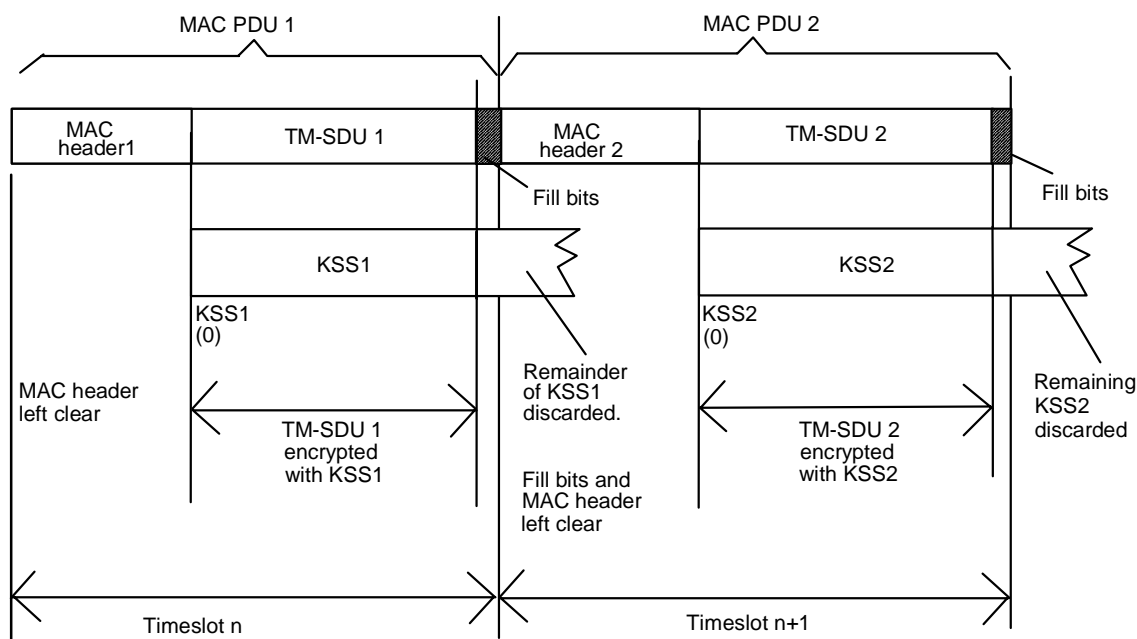 MAC PDU 1
MAC PDU 2
MAC
header1
TM-SDU 1
MAC
header 2
TM-SDU 2
Fill bits
Fill bits
KSS1
KSS2
KSS1
(0)
KSS2
(0)
MAC header
left clear
Remainder
of KSS1
discarded.
Remaining
KSS2
discarded
TM-SDU 1
encrypted
with KSS1
TM-SDU 2
encrypted
with KSS2
Fill bits and
MAC header
left clear
Timeslot n
Timeslot n+1